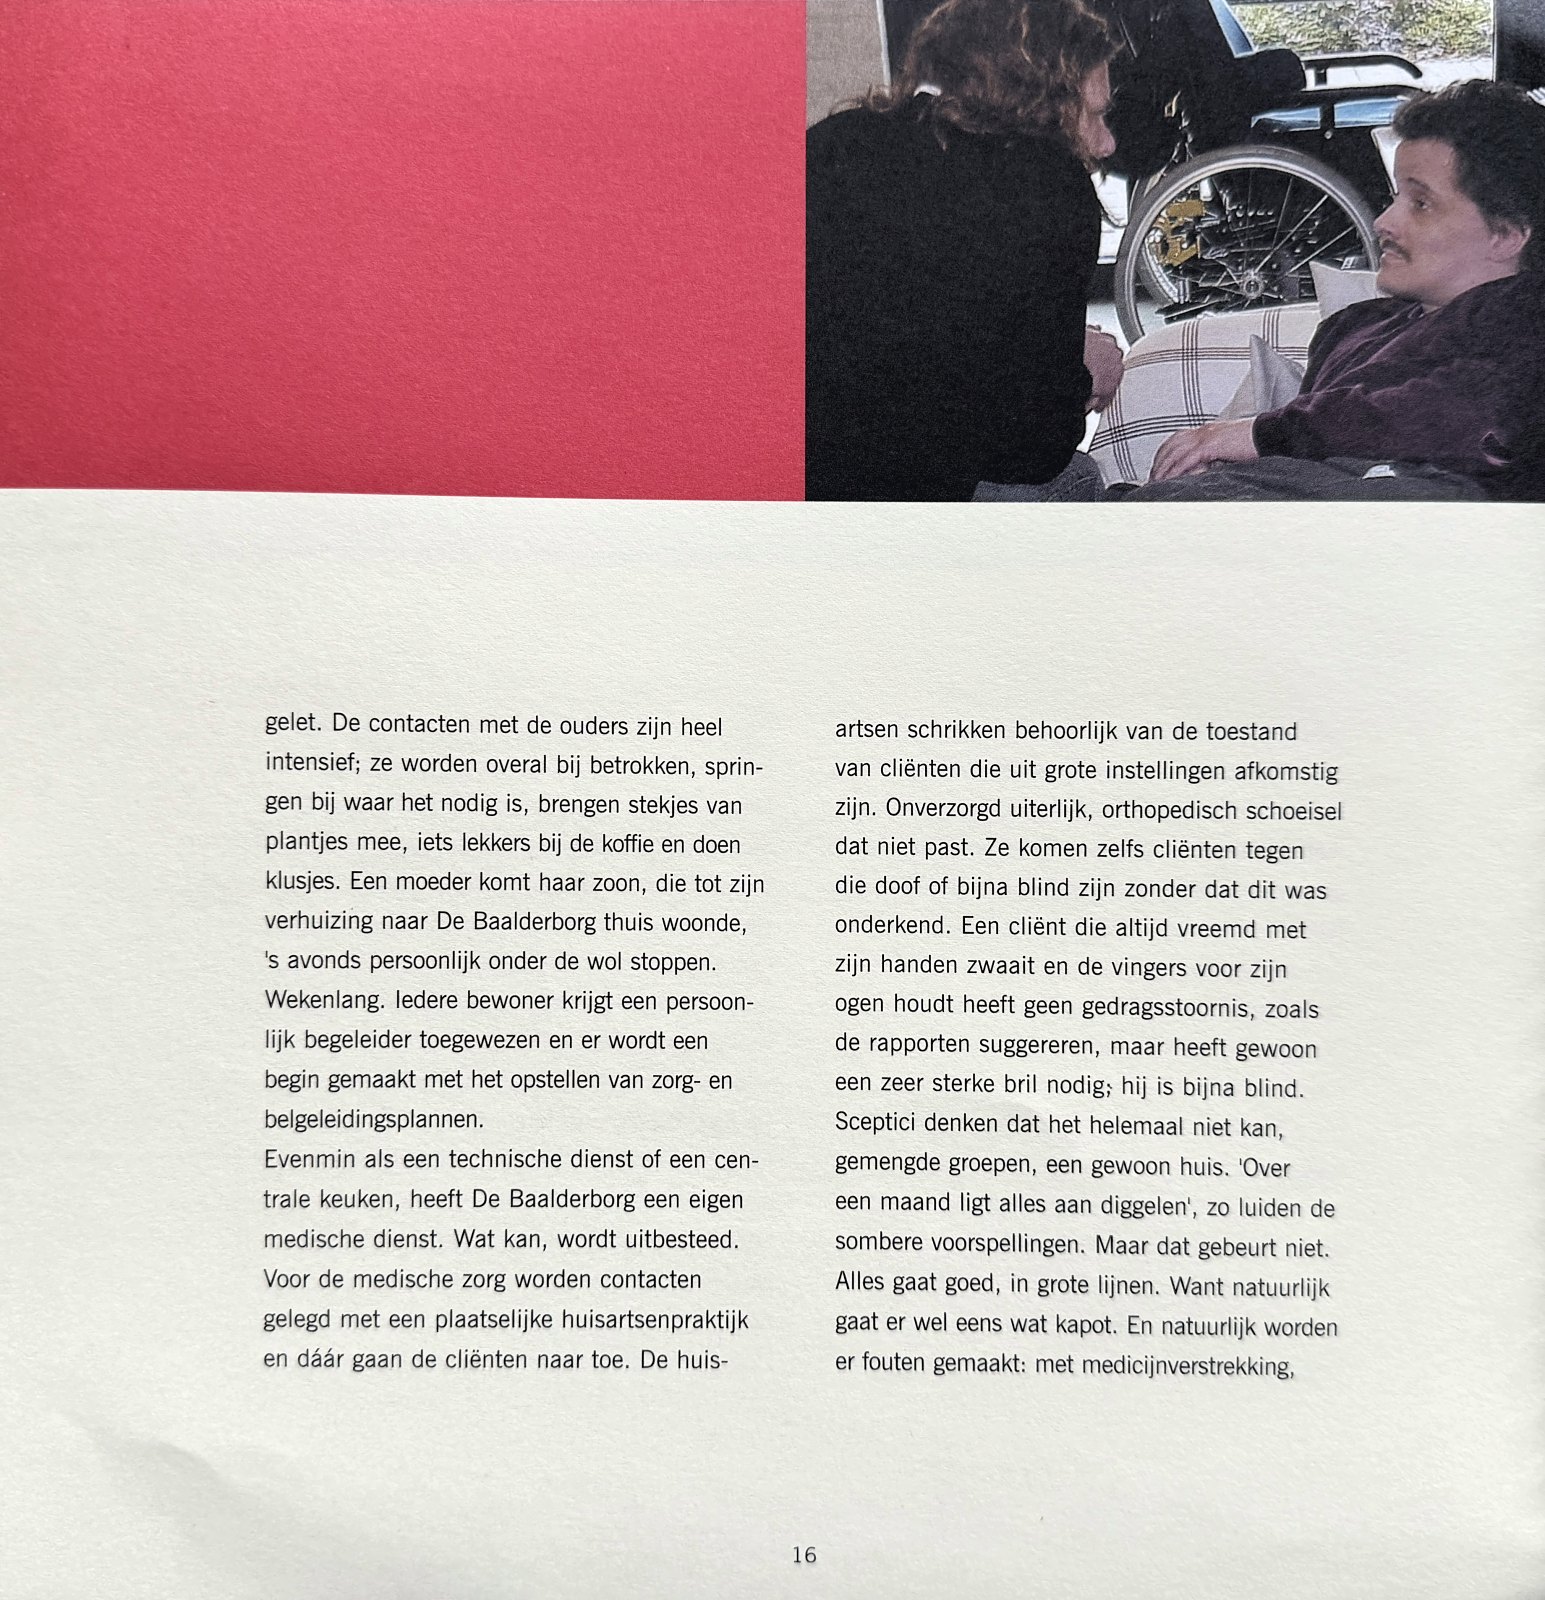 gelet. De contacten met de ouders zijn heel
intensief; ze worden overal bij betrokken, sprin-
gen bij waar het nodig is, brengen stekjes van
plantjes mee, iets lekkers bij de koffie en doen
klusjes. Een moeder komt haar zoon, die tot zijn
verhuizing naar De Baalderborg thuis woonde,
's avonds persoonlijk onder de wol stoppen.
Wekenlang. Iedere bewoner krijgt een persoon-
lijk begeleider toegewezen en er wordt een
begin gemaakt met het opstellen van zorg- en
belgeleidingsplannen.
Evenmin als een technische dienst of een cen-
trale keuken, heeft De Baalderborg een eigen
medische dienst. Wat kan, wordt uitbesteed.
Voor de medische zorg worden contacten
gelegd met een plaatselijke huisartsenpraktijk
en dáár gaan de cliënten naar toe. De huis-
artsen schrikken behoorlijk van de toestand
van cliënten die uit grote instellingen afkomstig
zijn. Onverzorgd uiterlijk, orthopedisch schoeisel
dat niet past. Ze komen zelfs cliënten tegen
die doof of bijna blind zijn zonder dat dit was
onderkend. Een cliënt die altijd vreemd met
zijn handen zwaait en de vingers voor zijn
ogen houdt heeft geen gedragsstoornis, zoals
de rapporten suggereren, maar heeft gewoon
een zeer sterke bril nodig; hij is bijna blind.
Sceptici denken dat het helemaal niet kan,
gemengde groepen, een gewoon huis. 'Over
een maand ligt alles aan diggelen', zo luiden de
sombere voorspellingen. Maar dat gebeurt niet.
Alles gaat goed, in grote lijnen. Want natuurlijk
gaat er wel eens wat kapot. En natuurlijk worden
er fouten gemaakt: met medicijnverstrekking,
16